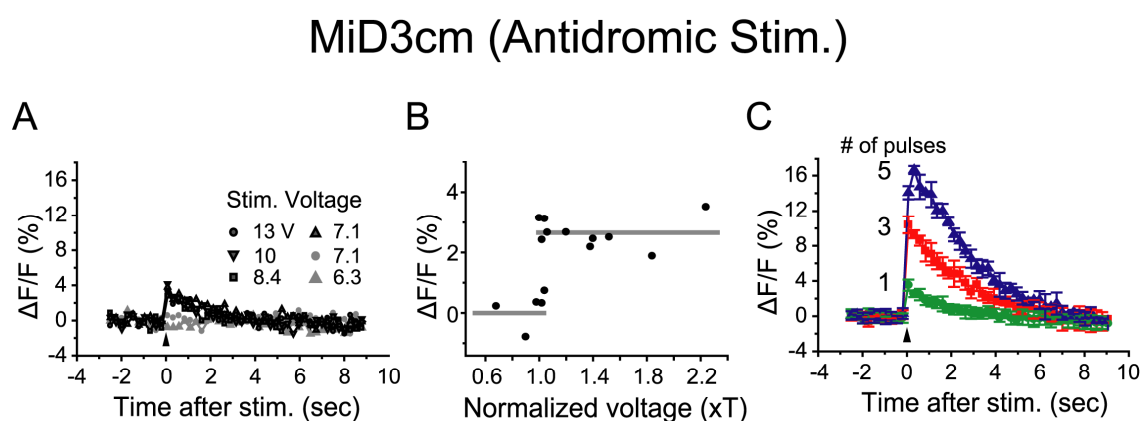 MiD3cm (Antidromic Stim.)
A
ΔF/F (%)
16
12
8
4
0
-4
Stim. Voltage
13 V 7.1
10 7.1
8.4 6.3
-4 -2 0 2 4 6 8 10
Time after stim. (sec)
B
ΔF/F (%)
4
2
0
0.6 1.0 1.4 1.8 2.2
Normalized voltage (xT)
C
# of pulses
ΔF/F (%)
16
12
8
4
0
-4
5
3
1
-4 -2 0 2 4 6 8 10
Time after stim. (sec)